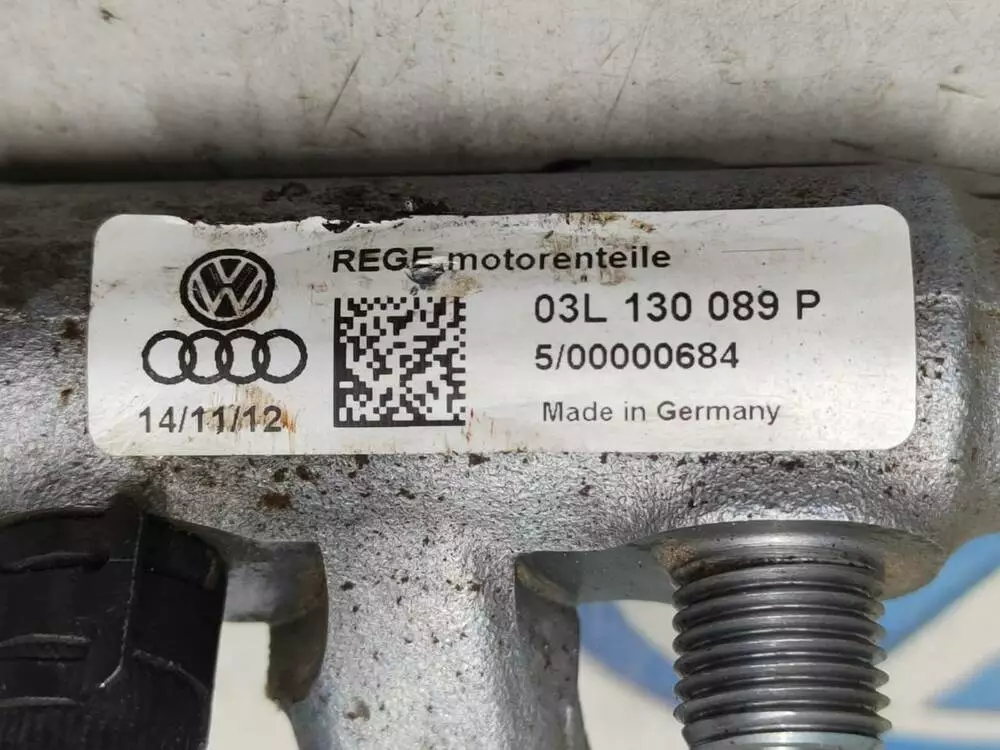 REGE motorenteile
03L 130 089 P
5/00000684
Made in Germany
14/11/12